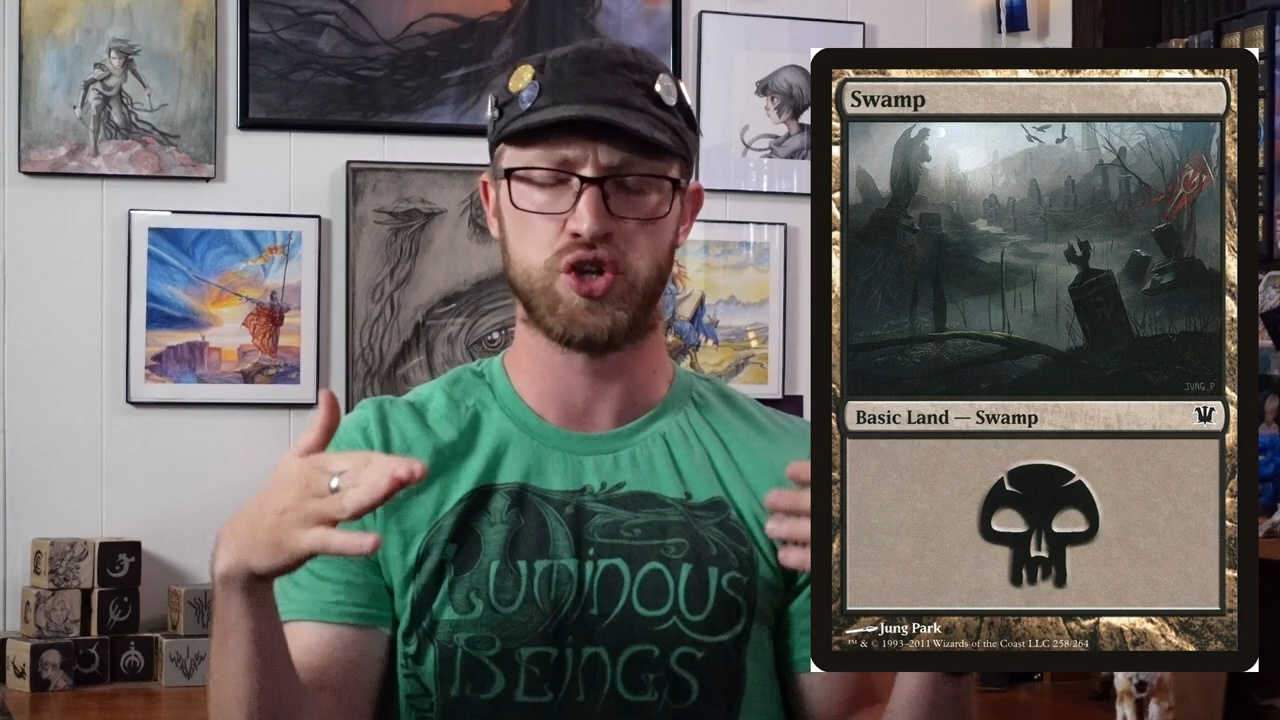 Swamp
JUNG.P
Basic Land — Swamp
Jung Park
™ & © 1993–2011 Wizards of the Coast LLC 258/264
Luminous
Beings